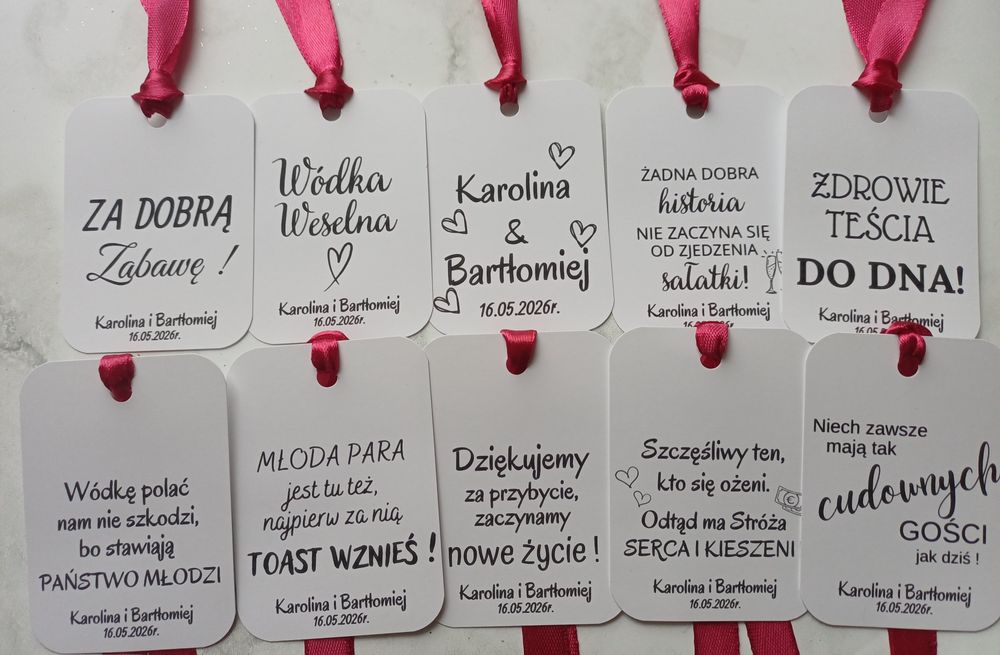 ZA DOBRĄ
Zabawę !
Karolina i Bartłomiej
16.05.2026r.
Wódka
Weselna
Karolina i Bartłomiej
16.05.2026r.
Karolina
&
Bartłomiej
16.05.2026r.
ŻADNA DOBRA
historia
NIE ZACZYNA SIĘ
OD ZJEDZENIA
sałatki!
Karolina i Bartłomiej
16.05.2026r.
ZDROWIE
TEŚCIA
DO DNA!
Karolina i Bartłomiej
16.05.2026r.
Wódkę polać
nam nie szkodzi,
bo stawiają
PAŃSTWO MŁODZI
Karolina i Bartłomiej
16.05.2026r.
MŁODA PARA
jest tu też,
najpierw za nią
TOAST WZNIEŚ !
Karolina i Bartłomiej
16.05.2026r.
Dziękujemy
za przybycie,
zaczynamy
nowe życie !
Karolina i Bartłomiej
16.05.2026r.
Szczęśliwy ten,
kto się ożeni.
Odtąd ma Stróża
SERCA I KIESZENI
Karolina i Bartłomiej
16.05.2026r.
Niech zawsze
mają tak
cudownych
GOŚCI
jak dziś !
Karolina i Bartłomiej
16.05.2026r.